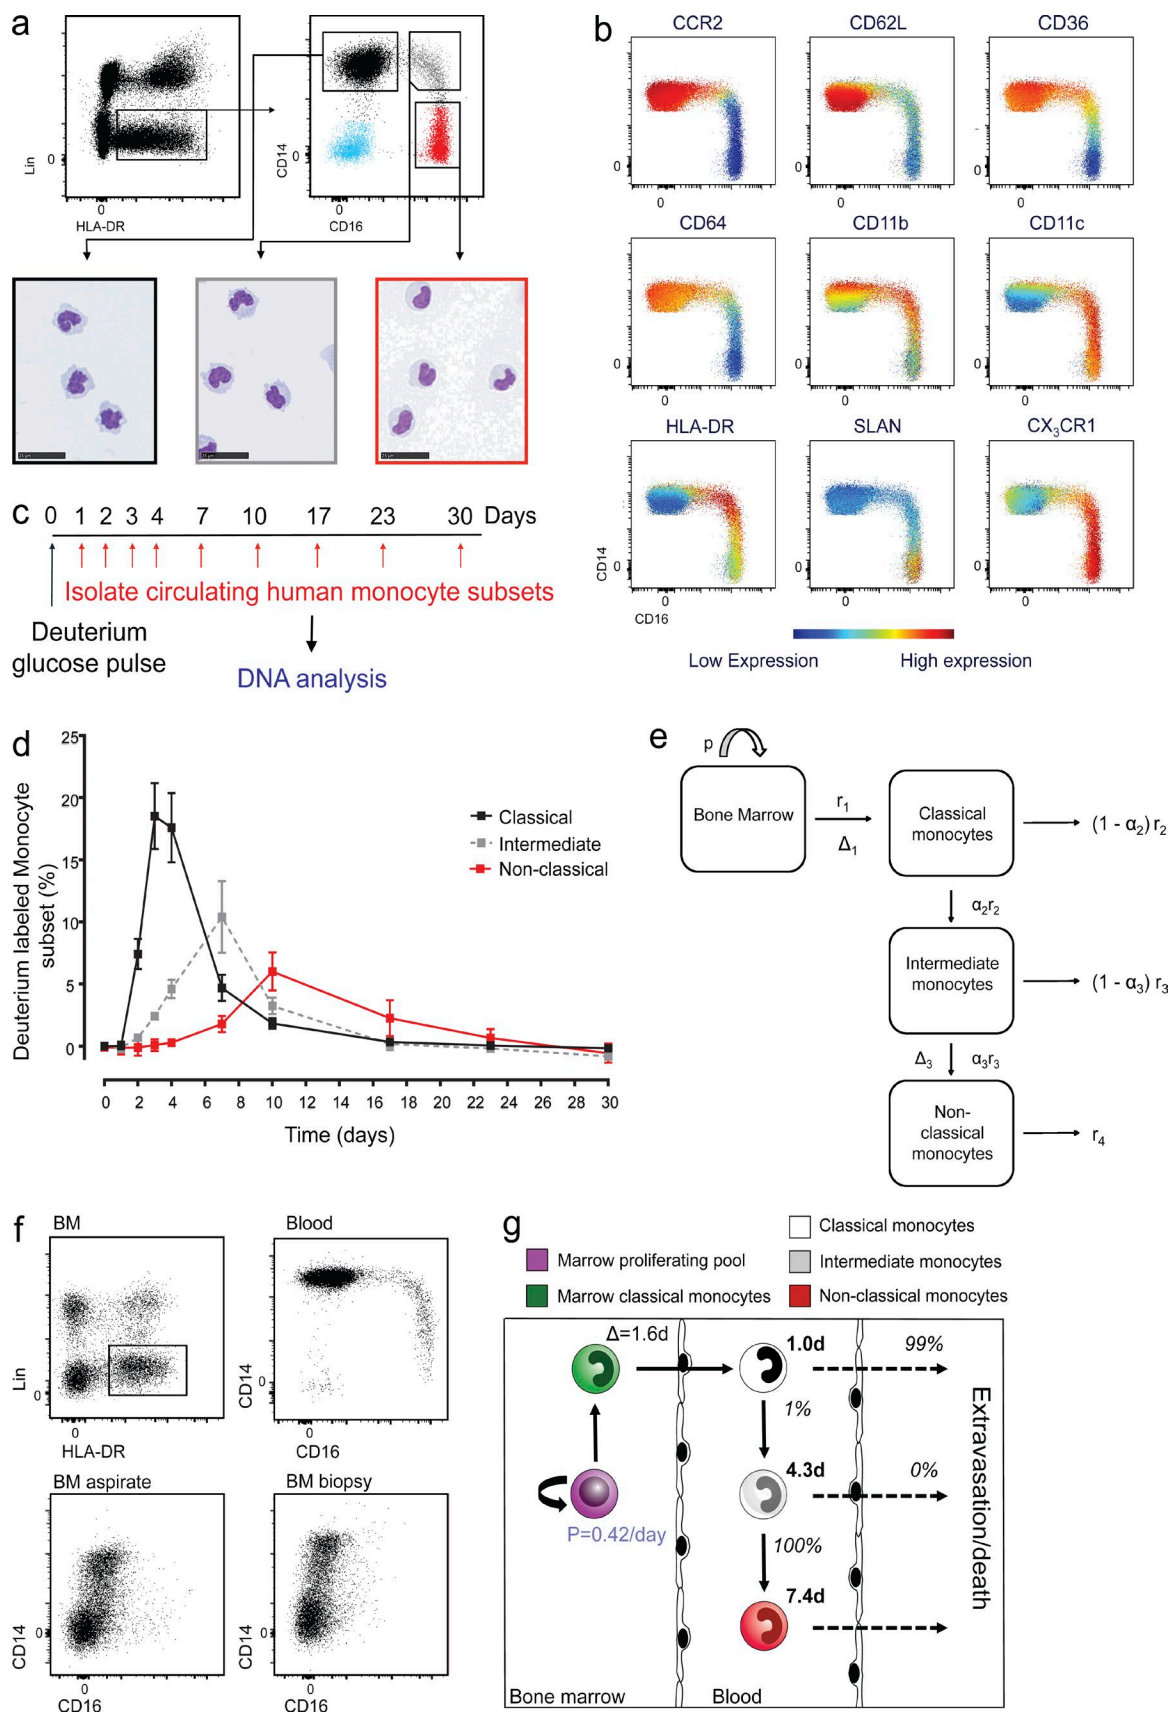 a
Lin
0
0
HLA-DR
CD14
0
0
CD16
b
CCR2
CD62L
CD36
0
0
0
0
CD64
CD11b
CD11c
0
0
0
0
0
0
HLA-DR
SLAN
CX3CR1
CD14
0
0
0
0
0
0
CD16
Low Expression
High expression
c
0 1 2 3 4 7 10 17 23 30 Days
Isolate circulating human monocyte subsets
Deuterium
glucose pulse
DNA analysis
d
Deuterium labeled Monocyte
subset (%)
25
20
15
10
5
0
Classical
Intermediate
Non-classical
0 2 4 6 8 10 12 14 16 18 20 22 24 26 28 30
Time (days)
e
p
Bone Marrow
r1
Δ1
Classical
monocytes
(1 - α2) r2
α2r2
Intermediate
monocytes
(1 - α3) r3
Δ3
α3r3
Non-
classical
monocytes
r4
f
BM
Blood
Lin
0
0
HLA-DR
CD14
0
0
CD16
BM aspirate
BM biopsy
CD14
0
0
CD16
CD14
0
0
CD16
g
Marrow proliferating pool
Marrow classical monocytes
Classical monocytes
Intermediate monocytes
Non-classical monocytes
Δ=1.6d
1.0d
99%
1%
4.3d
0%
P=0.42/day
100%
7.4d
Extravasation/death
Bone marrow
Blood